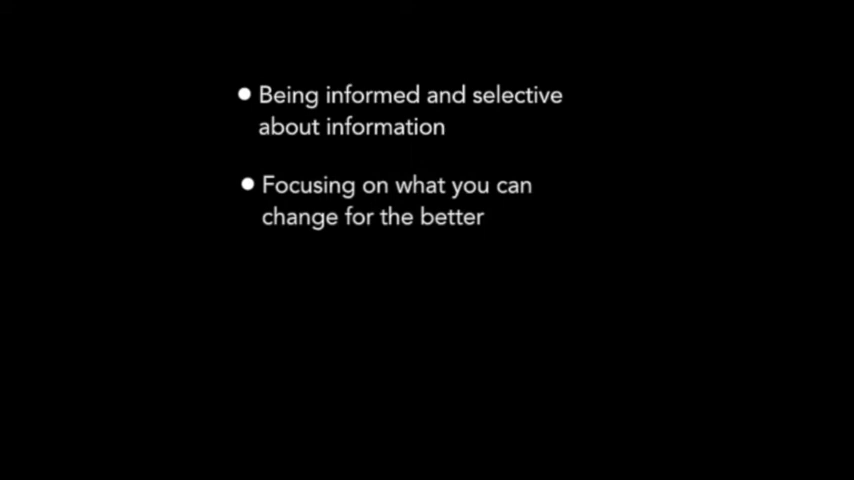 ● Being informed and selective
about information
● Focusing on what you can
change for the better